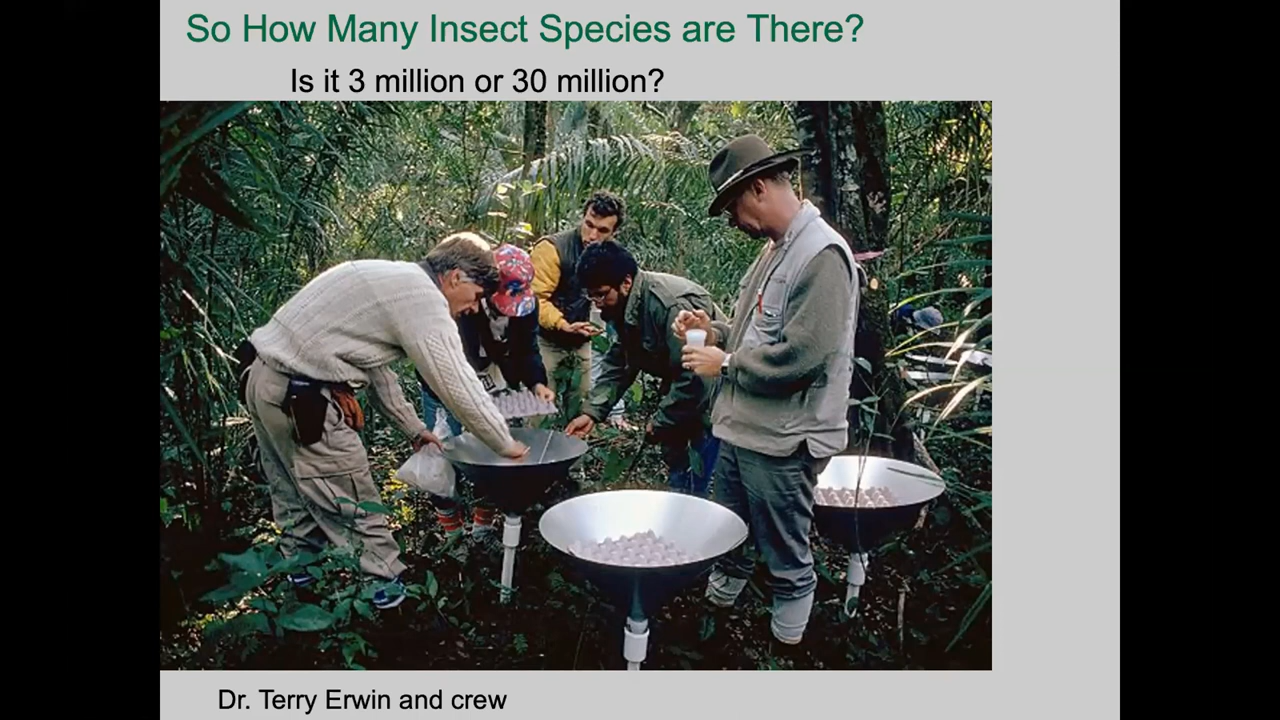 So How Many Insect Species are There?
Is it 3 million or 30 million?
Dr. Terry Erwin and crew